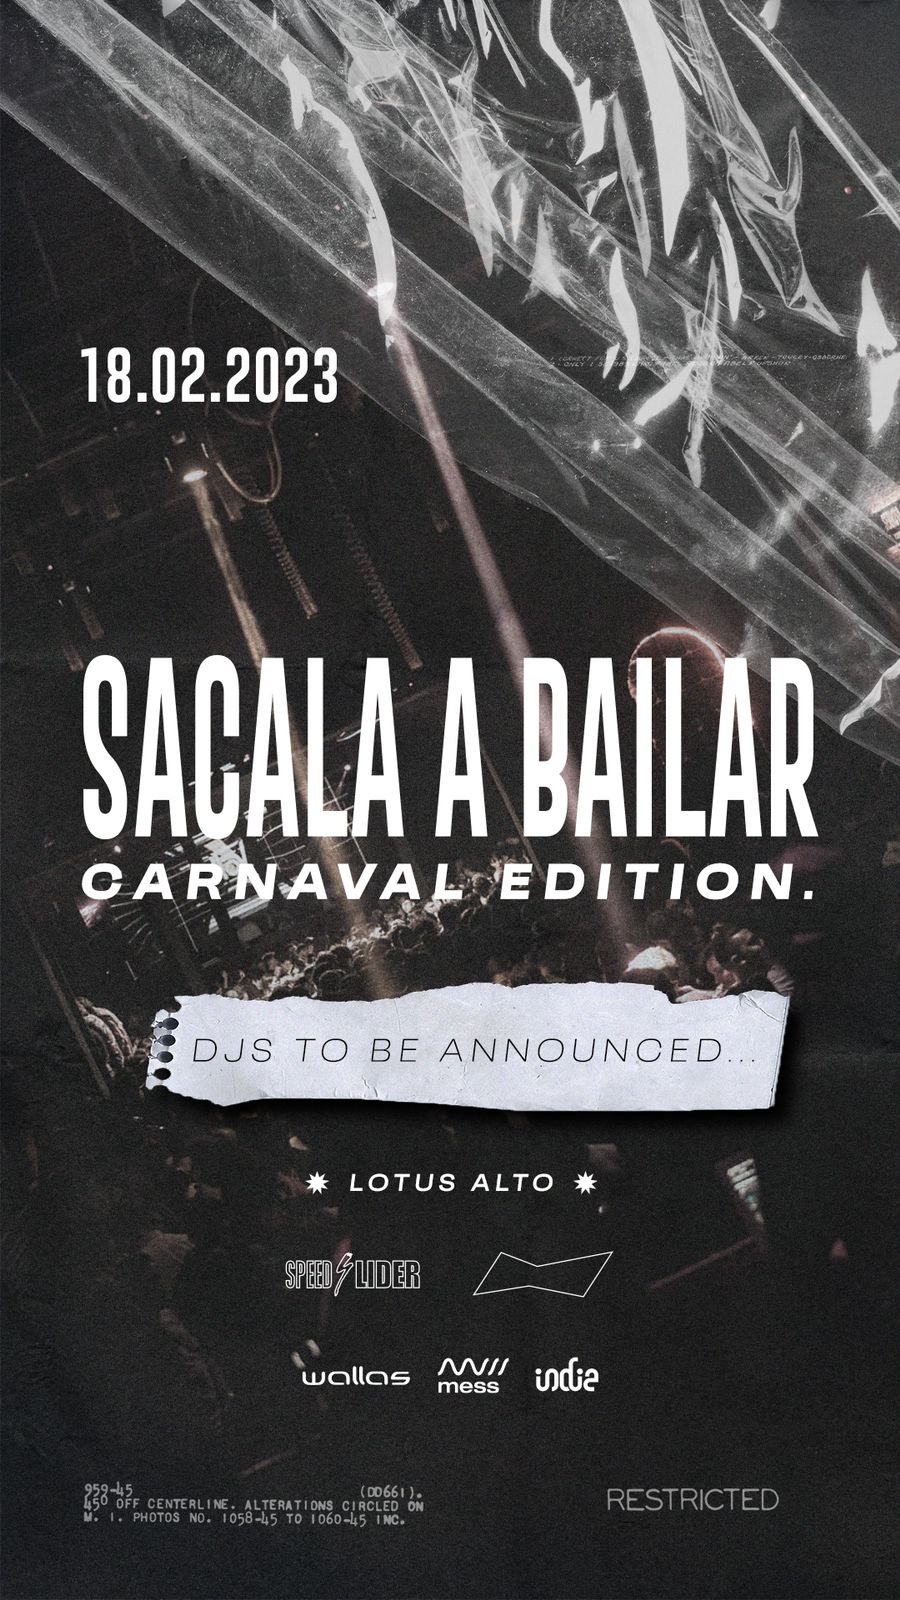 18.02.2023
SACALA A BAILAR
CARNAVAL EDITION.
DJS TO BE ANNOUNCED...
LOTUS ALTO
SPEED LIDER
wallas mess india
959-45 (DD661).
45º OFF CENTERLINE. ALTERATIONS CIRCLED ON
M. I. PHOTOS NO. 1058-45 TO 1060-45 INC.
RESTRICTED